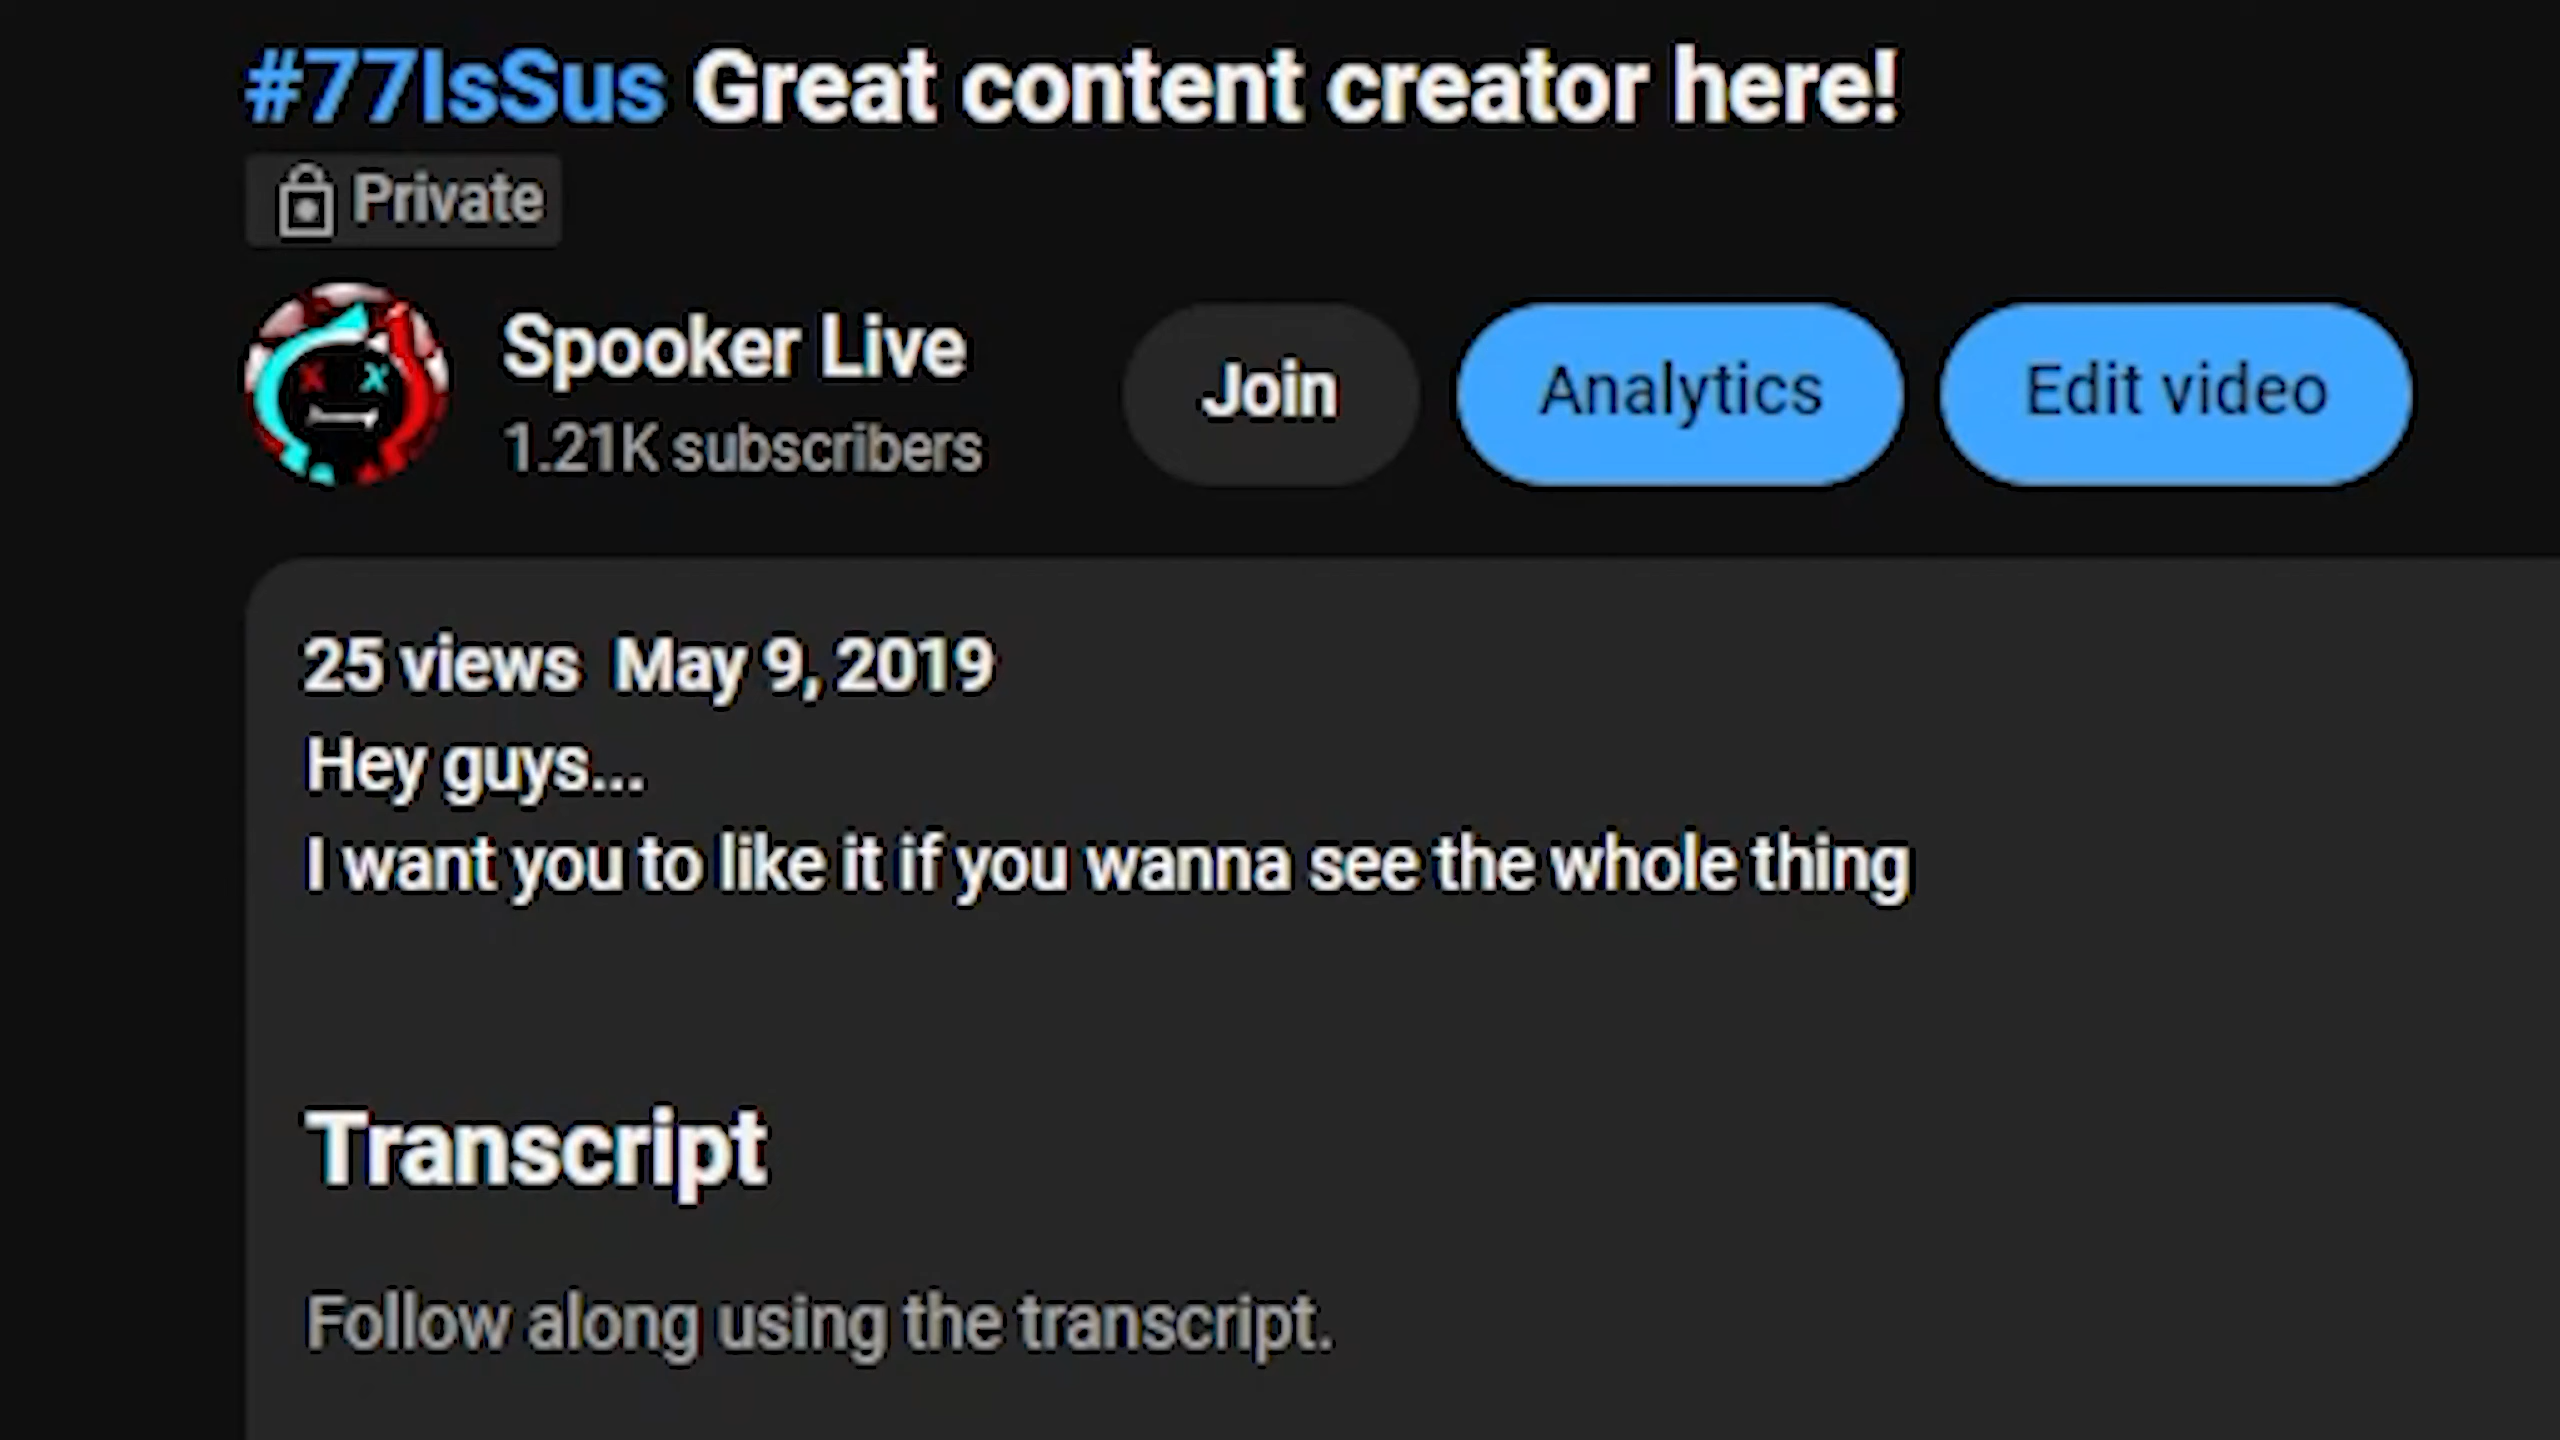 #77IsSus Great content creator here!
Private
Spooker Live
1.21K subscribers
Join
Analytics
Edit video
25 views May 9, 2019
Hey guys...
I want you to like it if you wanna see the whole thing
Transcript
Follow along using the transcript.